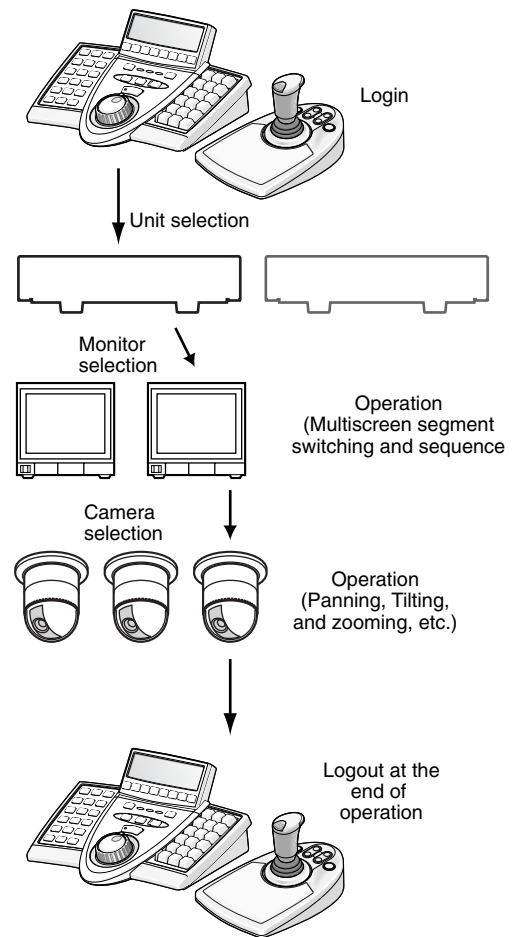 Login
Unit selection
Monitor
selection
Operation
(Multiscreen segment
switching and sequence
Camera
selection
Operation
(Panning, Tilting,
and zooming, etc.)
Logout at the
end of
operation